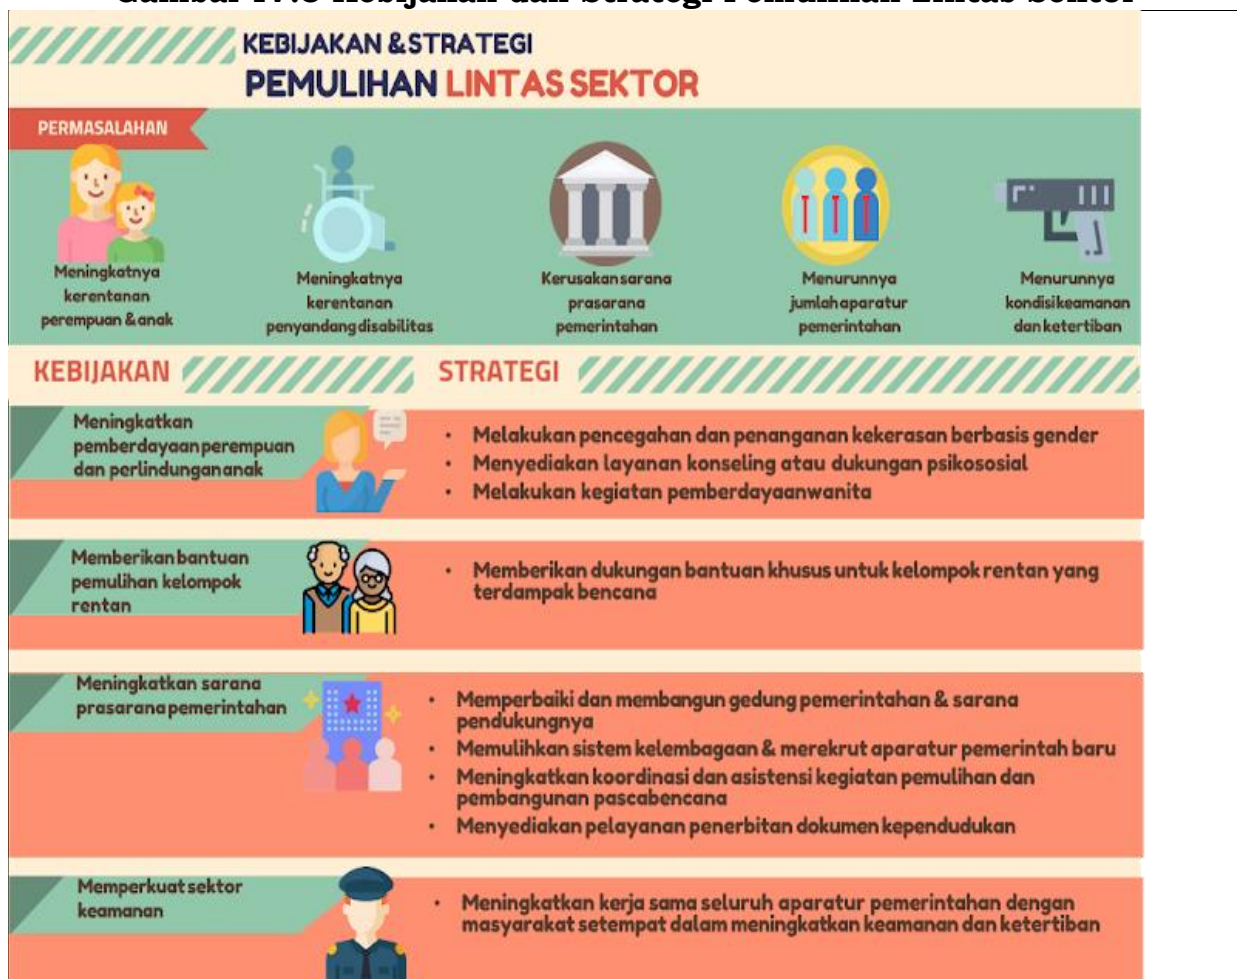 KEBIJAKAN & STRATEGI
PEMULIHAN LINTAS SEKTOR
PERMASALAHAN
Meningkatnya
kerentanan
perempuan & anak
Meningkatnya
kerentanan
penyandang disabilitas
Kerusakan sarana
prasarana
pemerintahan
Menurunnya
jumlah aparatur
pemerintahan
Menurunnya
kondisi keamanan
dan ketertiban
KEBIJAKAN
STRATEGI
Meningkatkan
pemberdayaan perempuan
dan perlindungan anak
• Melakukan pencegahan dan penanganan kekerasan berbasis gender
• Menyediakan layanan konseling atau dukungan psikososial
• Melakukan kegiatan pemberdayaan wanita
Memberikan bantuan
pemulihan kelompok
rentan
• Memberikan dukungan bantuan khusus untuk kelompok rentan yang
terdampak bencana
Meningkatkan sarana
prasarana pemerintahan
• Memperbaiki dan membangun gedung pemerintahan & sarana
pendukungnya
• Memulihkan sistem kelembagaan & merekrut aparatur pemerintah baru
• Meningkatkan koordinasi dan asistensi kegiatan pemulihan dan
pembangunan pascabencana
• Menyediakan pelayanan penerbitan dokumen kependudukan
Memperkuat sektor
keamanan
• Meningkatkan kerja sama seluruh aparatur pemerintahan dengan
masyarakat setempat dalam meningkatkan keamanan dan ketertiban